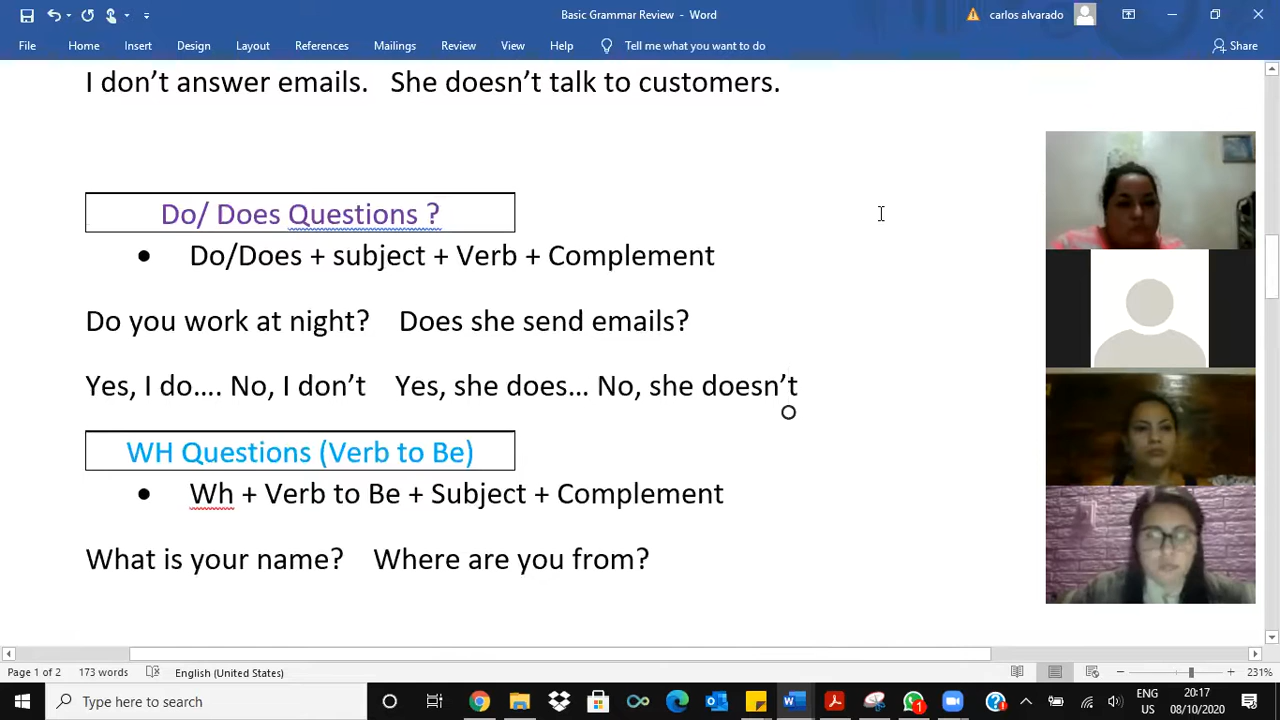 Basic Grammar Review - Word
carlos alvarado
File Home Insert Design Layout References Mailings Review View Help Tell me what you want to do Share
I don’t answer emails. She doesn’t talk to customers.
Do/ Does Questions ?
• Do/Does + subject + Verb + Complement
Do you work at night? Does she send emails?
Yes, I do.... No, I don’t Yes, she does... No, she doesn’t
WH Questions (Verb to Be)
• Wh + Verb to Be + Subject + Complement
What is your name? Where are you from?
Page 1 of 2 173 words English (United States) 231%
Type here to search
1
ENG
US
20:17
08/10/2020